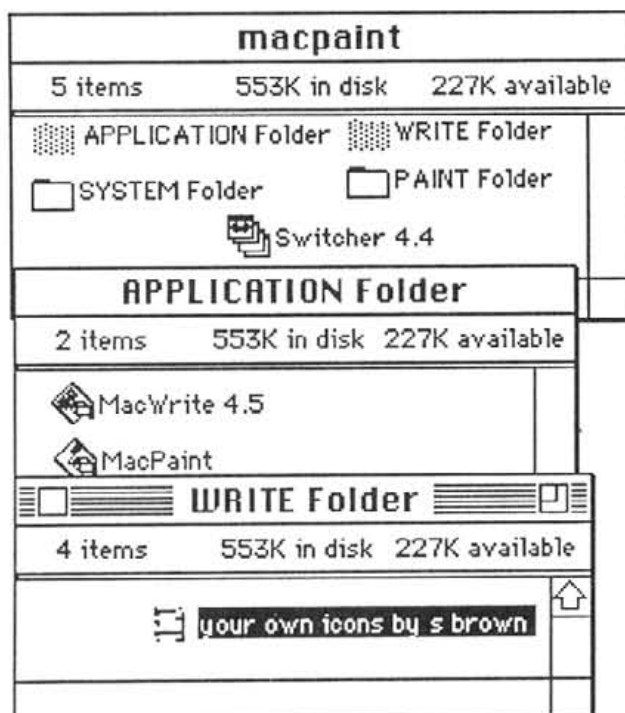 macpaint
5 items 553K in disk 227K available
APPLICATION Folder WRITE Folder
SYSTEM Folder PAINT Folder
Switcher 4.4
APPLICATION Folder
2 items 553K in disk 227K available
MacWrite 4.5
MacPaint
WRITE Folder
4 items 553K in disk 227K available
your own icons by s brown